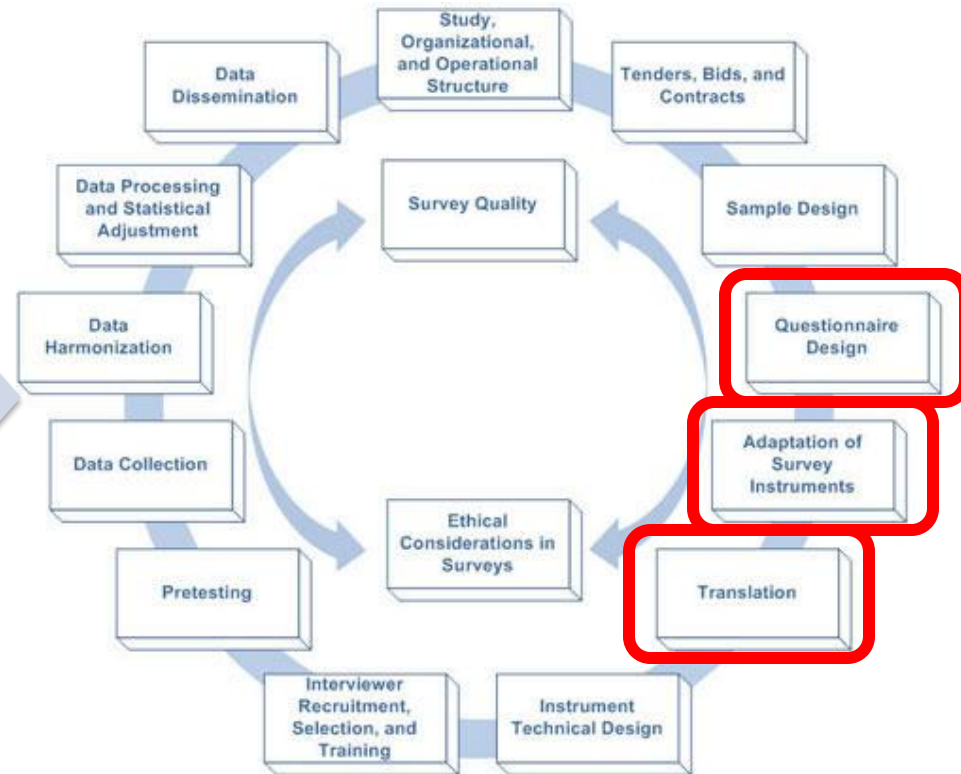 Study,
Organizational,
and Operational
Structure
Tenders, Bids, and
Contracts
Sample Design
Questionnaire
Design
Adaptation of
Survey
Instruments
Translation
Instrument
Technical Design
Interviewer
Recruitment,
Selection, and
Training
Pretesting
Data Collection
Data
Harmonization
Data Processing
and Statistical
Adjustment
Data
Dissemination
Survey Quality
Ethical
Considerations in
Surveys